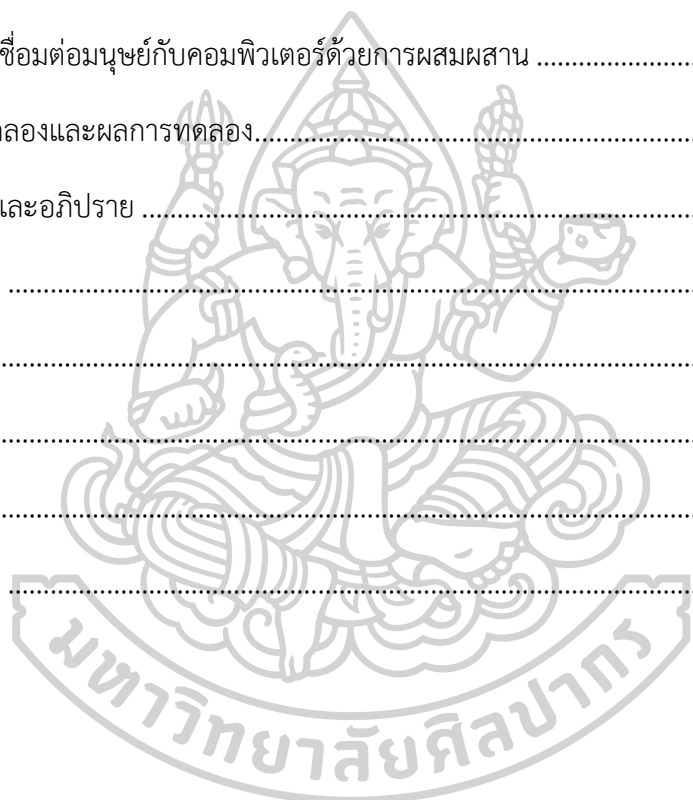 ชื่อมต่อมนุษย์กับคอมพิวเตอร์ด้วยการผสมผสาน ........................
ลองและผลการทดลอง....................................................................
และอภิปราย ......................................................................................
...........................................................................................................
...........................................................................................................
...........................................................................................................
...........................................................................................................
...........................................................................................................
มหาวิทยาลัยศิลปากร